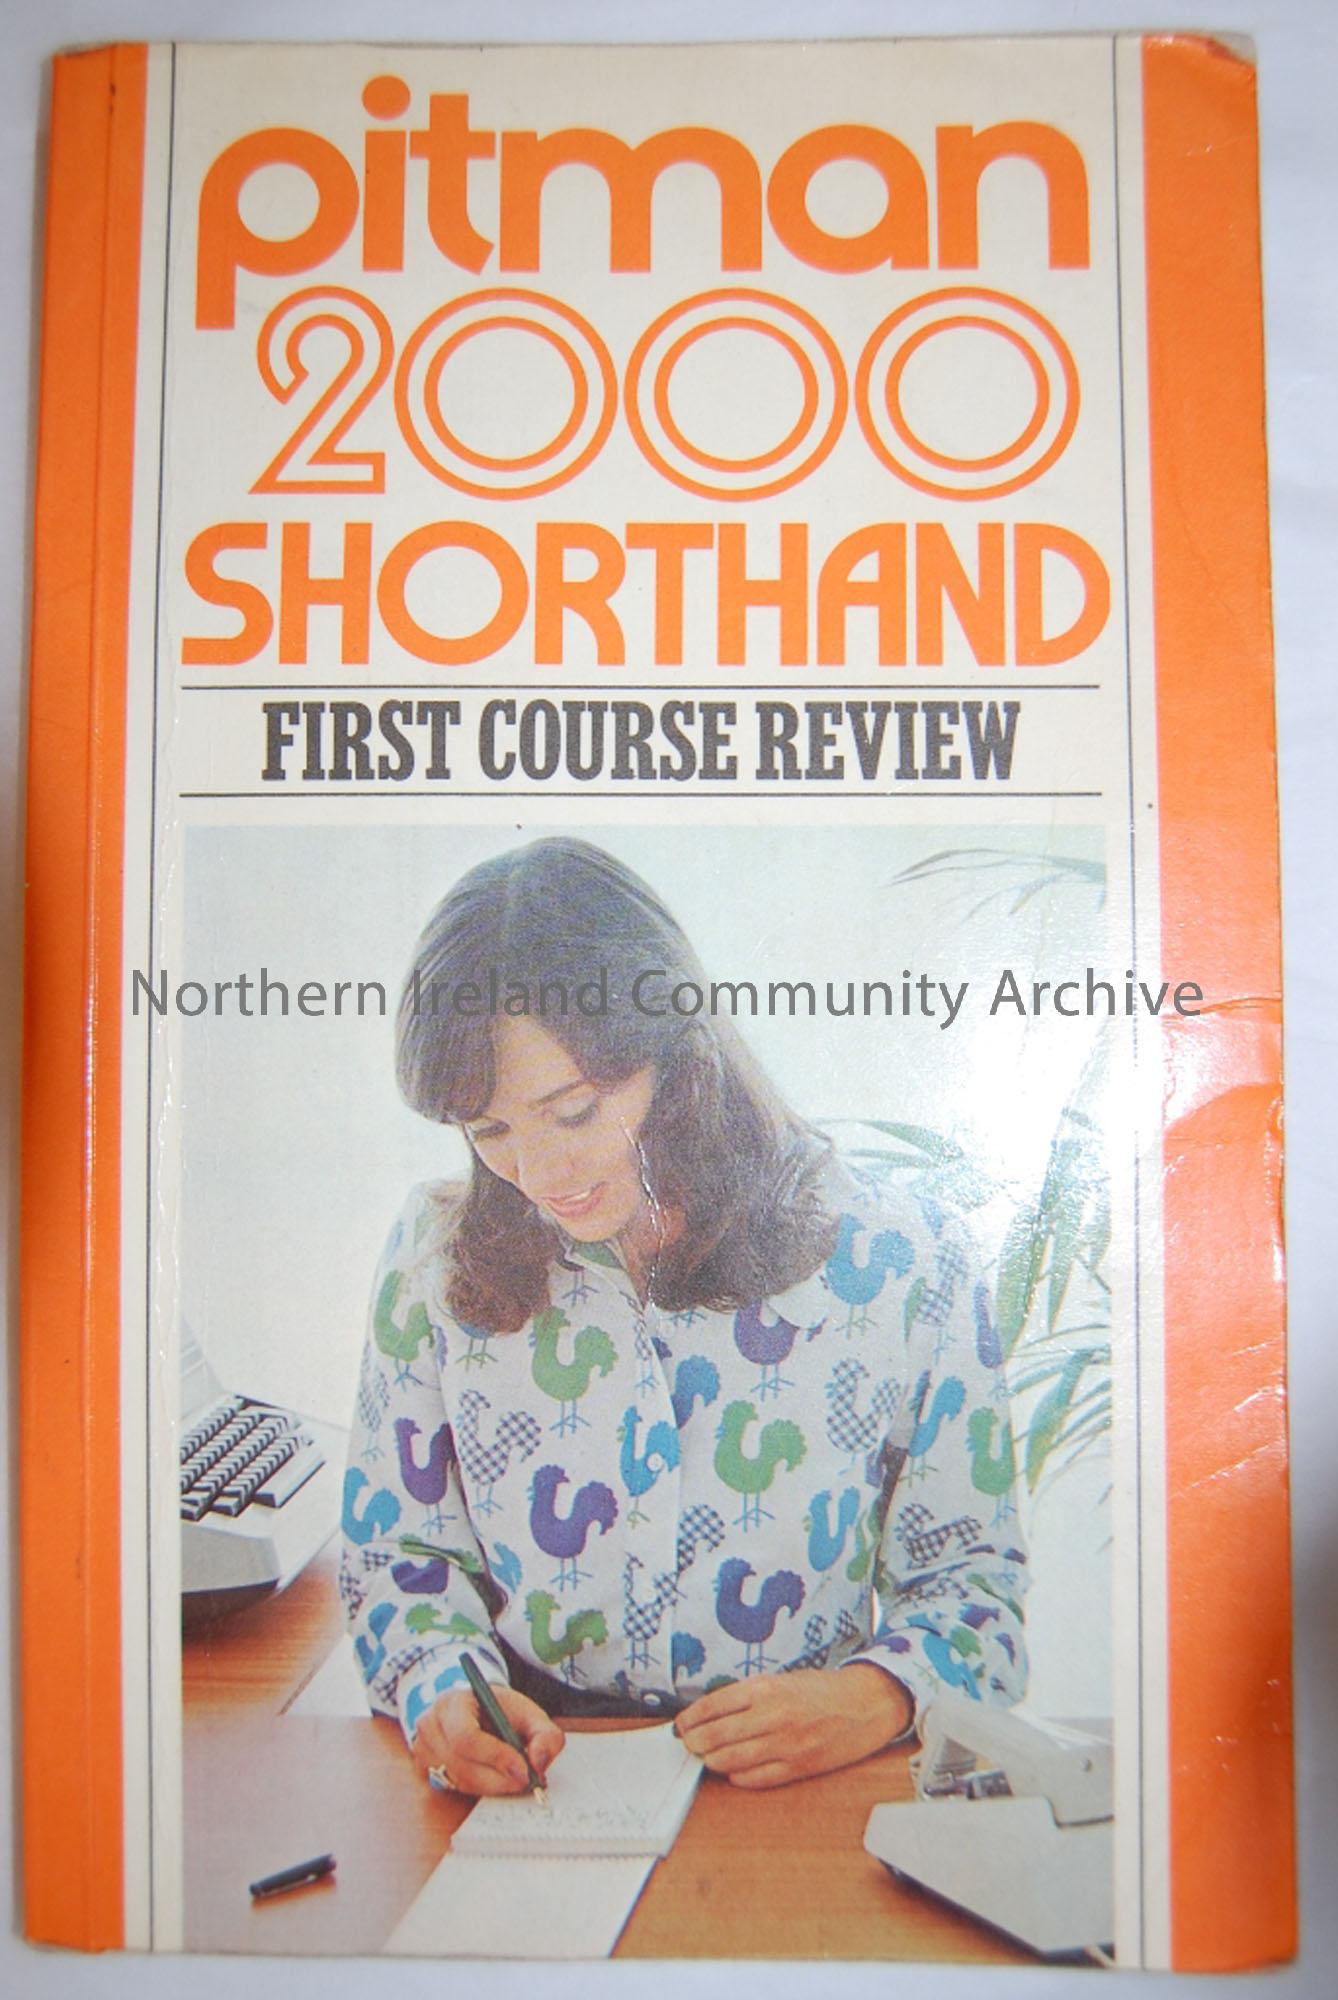 pitman
2000
SHORTHAND
FIRST COURSE REVIEW
Northern Ireland Community Archive